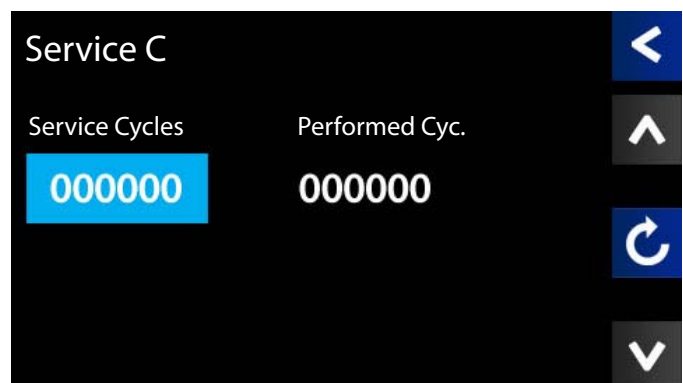 Service C
Service Cycles Performed Cyc.
000000 000000